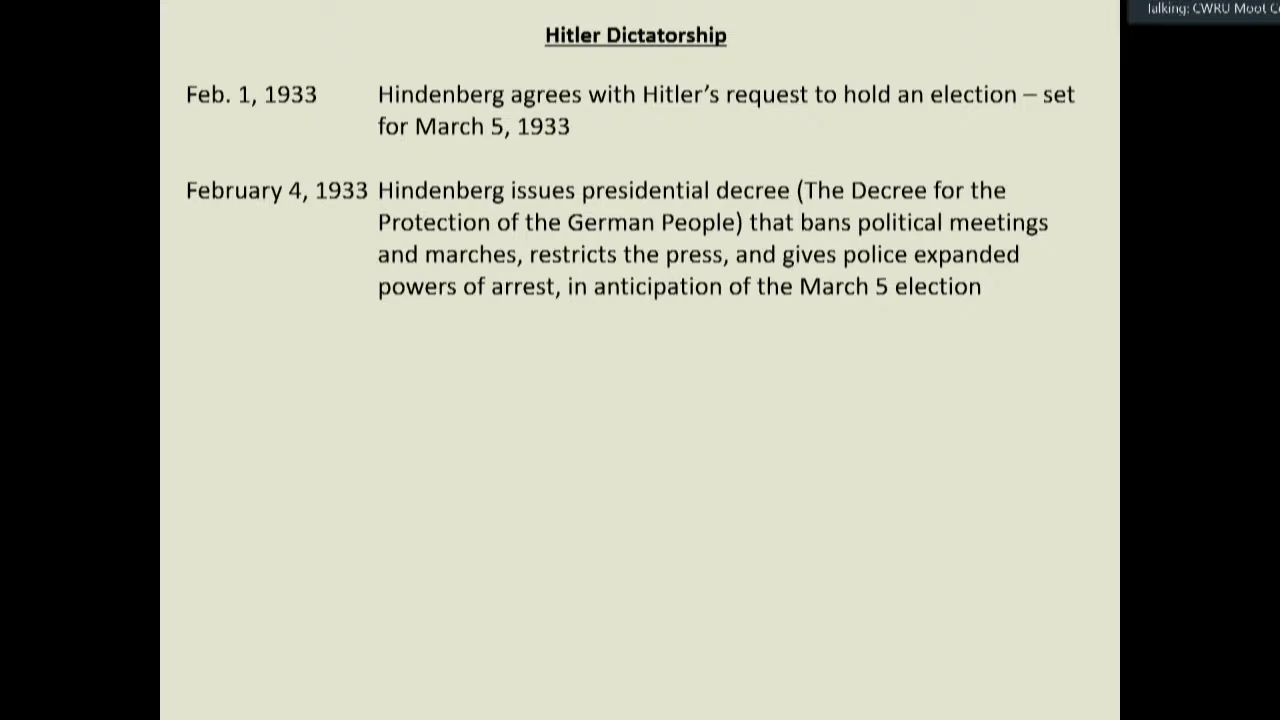 Talking: CWRU Moot C
Hitler Dictatorship
Feb. 1, 1933 Hindenberg agrees with Hitler’s request to hold an election – set
for March 5, 1933
February 4, 1933 Hindenberg issues presidential decree (The Decree for the
Protection of the German People) that bans political meetings
and marches, restricts the press, and gives police expanded
powers of arrest, in anticipation of the March 5 election